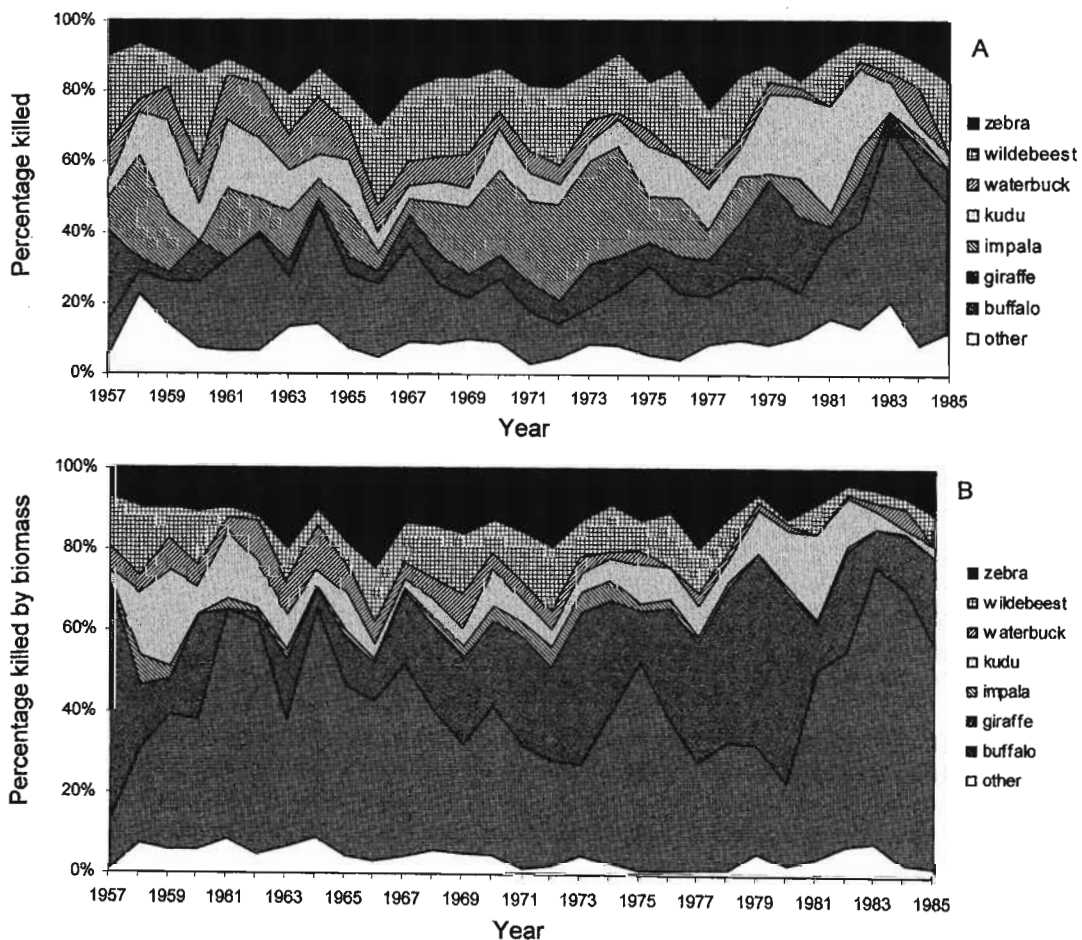 A
Percentage killed
100%
80%
60%
40%
20%
0%
1957 1959 1961 1963 1965 1967 1969 1971 1973 1975 1977 1979 1981 1983 1985
Year
zebra
wildebeest
waterbuck
kudu
impala
giraffe
buffalo
other
B
Percentage killed by biomass
100%
80%
60%
40%
20%
0%
1957 1959 1961 1963 1965 1967 1969 1971 1973 1975 1977 1979 1981 1983 1985
Year
zebra
wildebeest
waterbuck
kudu
impala
giraffe
buffalo
other